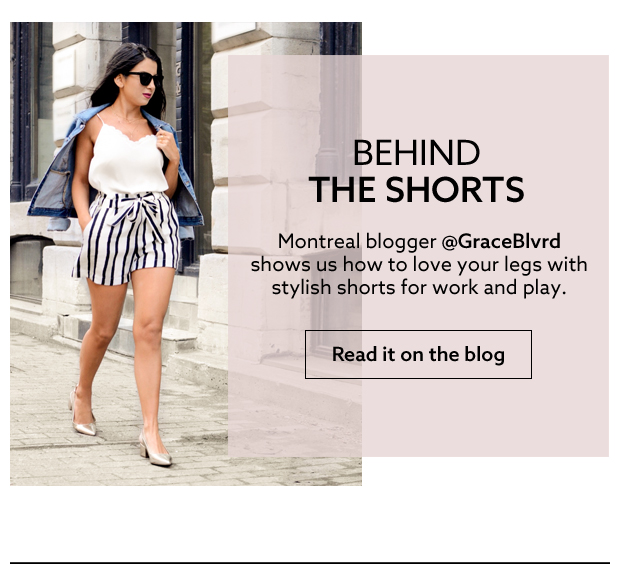 BEHIND
THE SHORTS
Montreal blogger @GraceBlvrd
shows us how to love your legs with
stylish shorts for work and play.
Read it on the blog